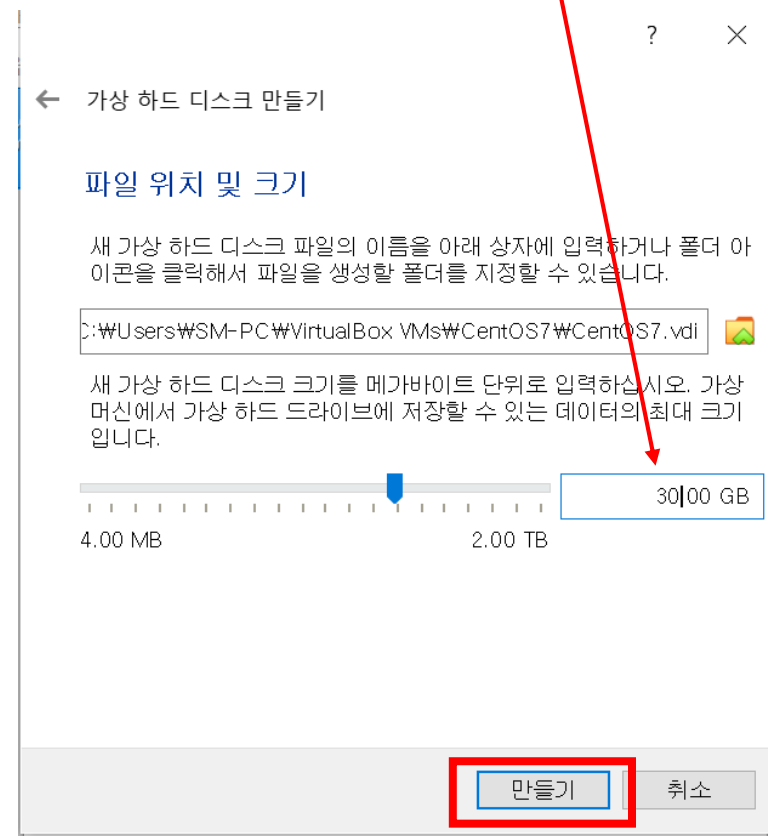 ?
가상 하드 디스크 만들기
파일 위치 및 크기
새 가상 하드 디스크 파일의 이름을 아래 상자에 입력하거나 폴더 아
이콘을 클릭해서 파일을 생성할 폴더를 지정할 수 있습니다.
C:₩Users₩SM-PC₩VirtualBox VMs₩CentOS7₩CentOS7.vdi
새 가상 하드 디스크 크기를 메가바이트 단위로 입력하십시오. 가상
머신에서 가상 하드 드라이브에 저장할 수 있는 데이터의 최대 크기
입니다.
30.00 GB
4.00 MB 2.00 TB
만들기 취소